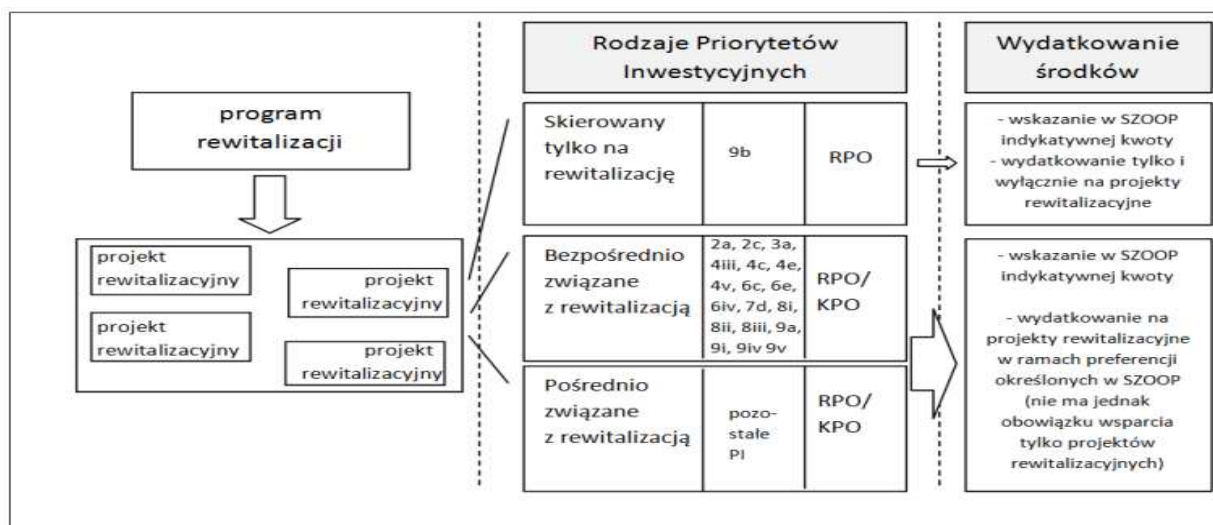 program
rewitalizacji
projekt
rewitalizacyjny
projekt
rewitalizacyjny
projekt
rewitalizacyjny
projekt
rewitalizacyjny
Rodzaje Priorytetów
Inwestycyjnych
Skierowany
tylko na
rewitalizację
9b
RPO
Bezpośrednio
związane
z rewitalizacją
2a, 2c, 3a,
4iii, 4c, 4e,
4v, 6c, 6e,
6iv, 7d, 8i,
8ii, 8iii, 9a,
9i, 9iv 9v
RPO/
KPO
Pośrednio
związane
z rewitalizacją
pozo-
stałe
PI
RPO/
KPO
Wydatkowanie
środków
- wskazanie w SZOOP
indykatywnej kwoty
- wydatkowanie tylko i
wyłącznie na projekty
rewitalizacyjne
- wskazanie w SZOOP
indykatywnej kwoty
- wydatkowanie na
projekty rewitalizacyjne
w ramach preferencji
określonych w SZOOP
(nie ma jednak
obowiązku wsparcia
tylko projektów
rewitalizacyjnych)